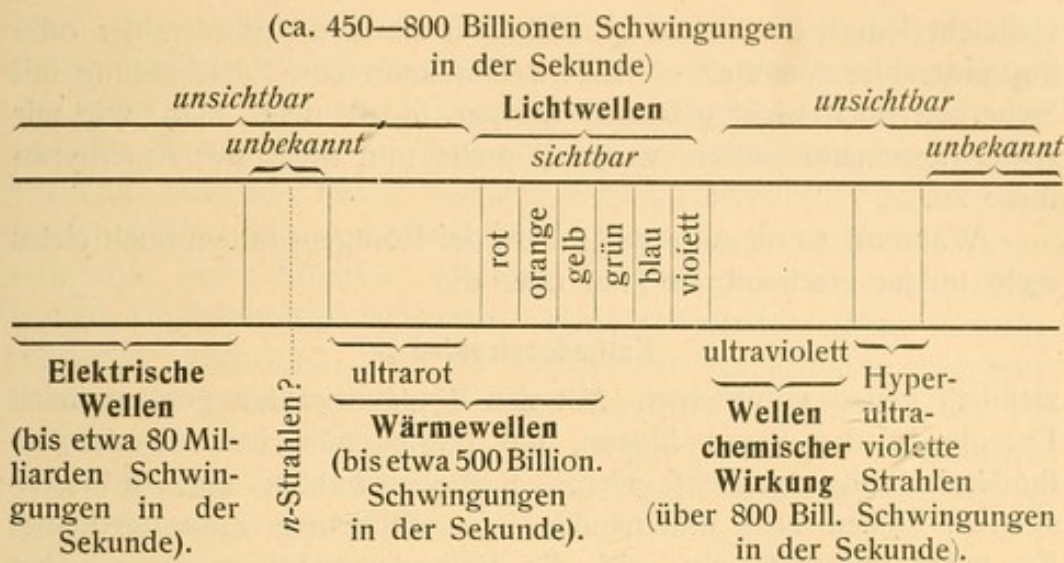 (ca. 450—800 Billionen Schwingungen
in der Sekunde)
unsichtbar
Lichtwellen
unsichtbar
unbekannt
sichtbar
unbekannt
rot
orange
gelb
grün
blau
vioiett
Elektrische
Wellen
(bis etwa 80 Mil-
liarden Schwin-
gungen in der
Sekunde).
n-Strahlen?
ultrarot
Wärmewellen
(bis etwa 500 Billion.
Schwingungen
in der Sekunde).
ultraviolett
Wellen
chemischer
Wirkung
Hyper-
ultra-
violette
Strahlen
(über 800 Bill. Schwingungen
in der Sekunde).